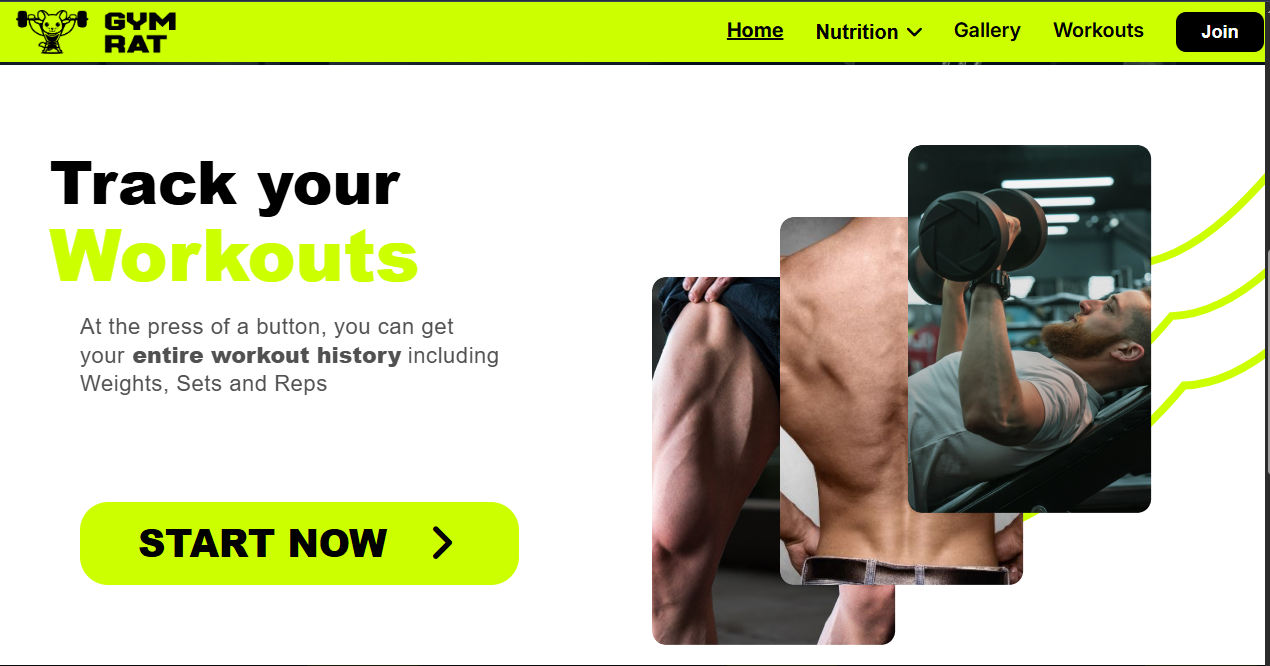 GYM
RAT
Home
Nutrition
Gallery
Workouts
Join
Track your
Workouts
At the press of a button, you can get
your entire workout history including
Weights, Sets and Reps
START NOW